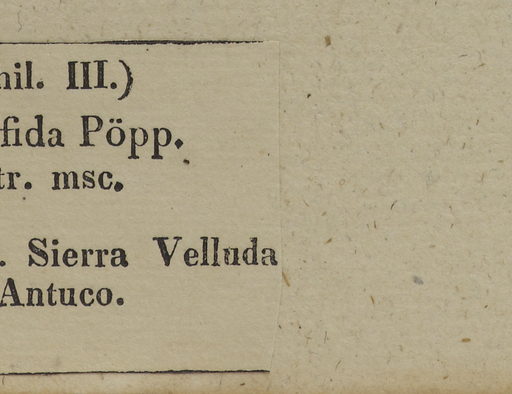 hil. III.)
fida Pöpp.
tr. msc.
. Sierra Velluda
Antuco.